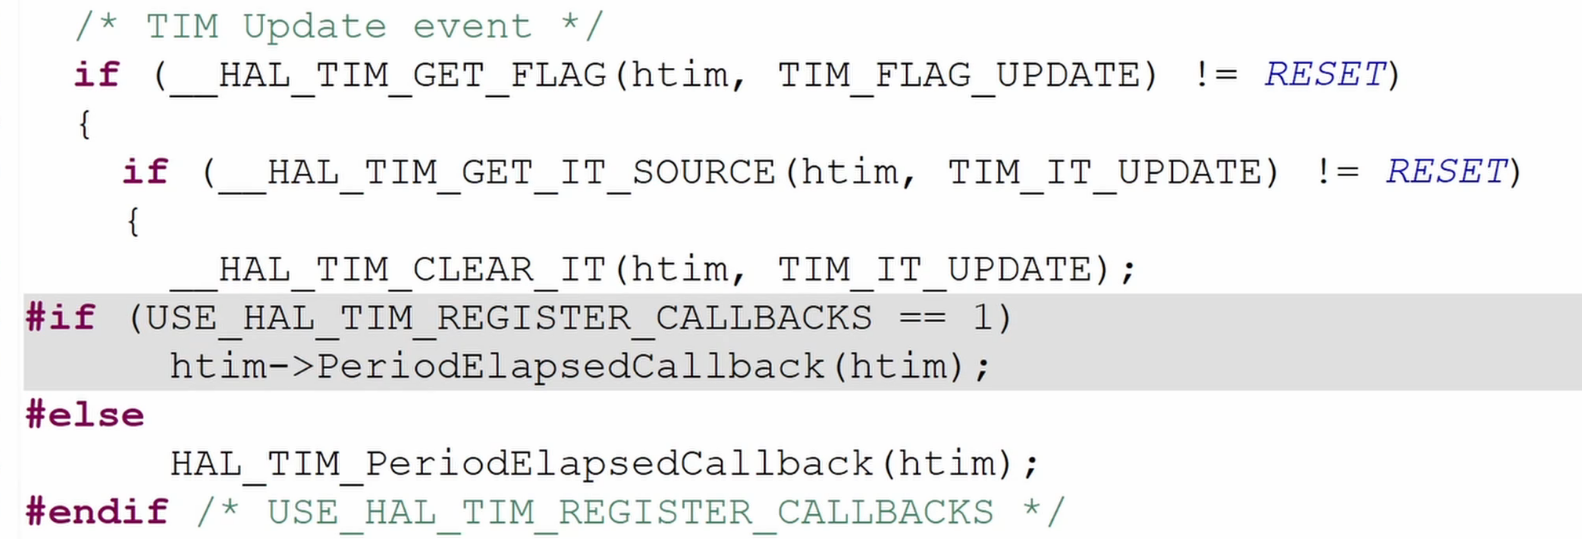 /* TIM Update event */
if (__HAL_TIM_GET_FLAG(htim, TIM_FLAG_UPDATE) != RESET)
{
if (__HAL_TIM_GET_IT_SOURCE(htim, TIM_IT_UPDATE) != RESET)
{
__HAL_TIM_CLEAR_IT(htim, TIM_IT_UPDATE);
#if (USE_HAL_TIM_REGISTER_CALLBACKS == 1)
htim->PeriodElapsedCallback(htim);
#else
HAL_TIM_PeriodElapsedCallback(htim);
#endif /* USE_HAL_TIM_REGISTER_CALLBACKS */